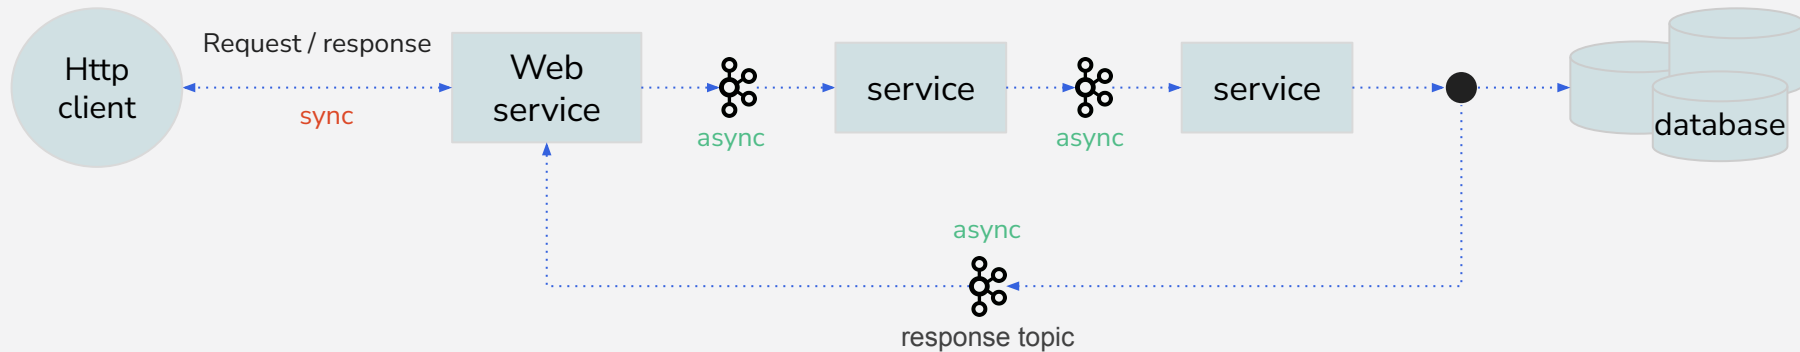 Http
client
Request / response
sync
Web
service
async
service
async
service
database
async
response topic